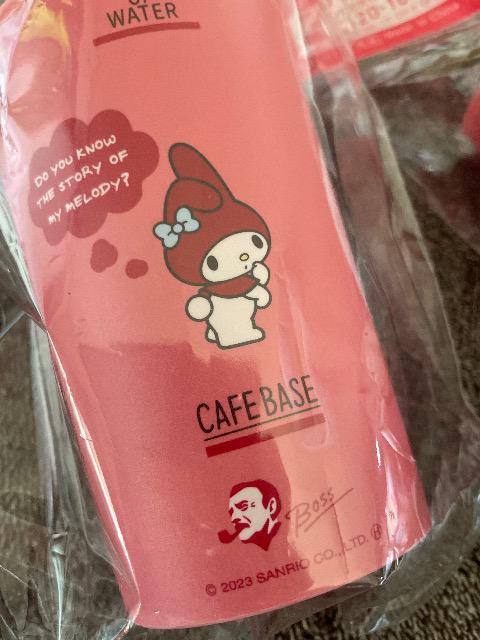 WATER
DO YOU KNOW
THE STORY OF
MY MELODY?
CAFE BASE
BOSS
© 2023 SANRIO CO., LTD. Ⓗ